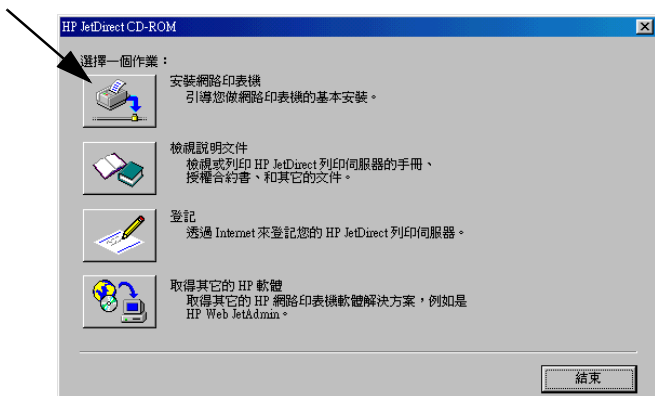 HP JetDirect CD-ROM
選擇一個作業：
安裝網路印表機
引導您做網路印表機的基本安裝。
檢視說明文件
檢視或列印 HP JetDirect 列印伺服器的手冊、
授權合約書、和其它的文件。
登記
透過 Internet 來登記您的 HP JetDirect 列印伺服器。
取得其它的 HP 軟體
取得其它的 HP 網路印表機軟體解決方案，例如是
HP Web JetAdmin。
結束